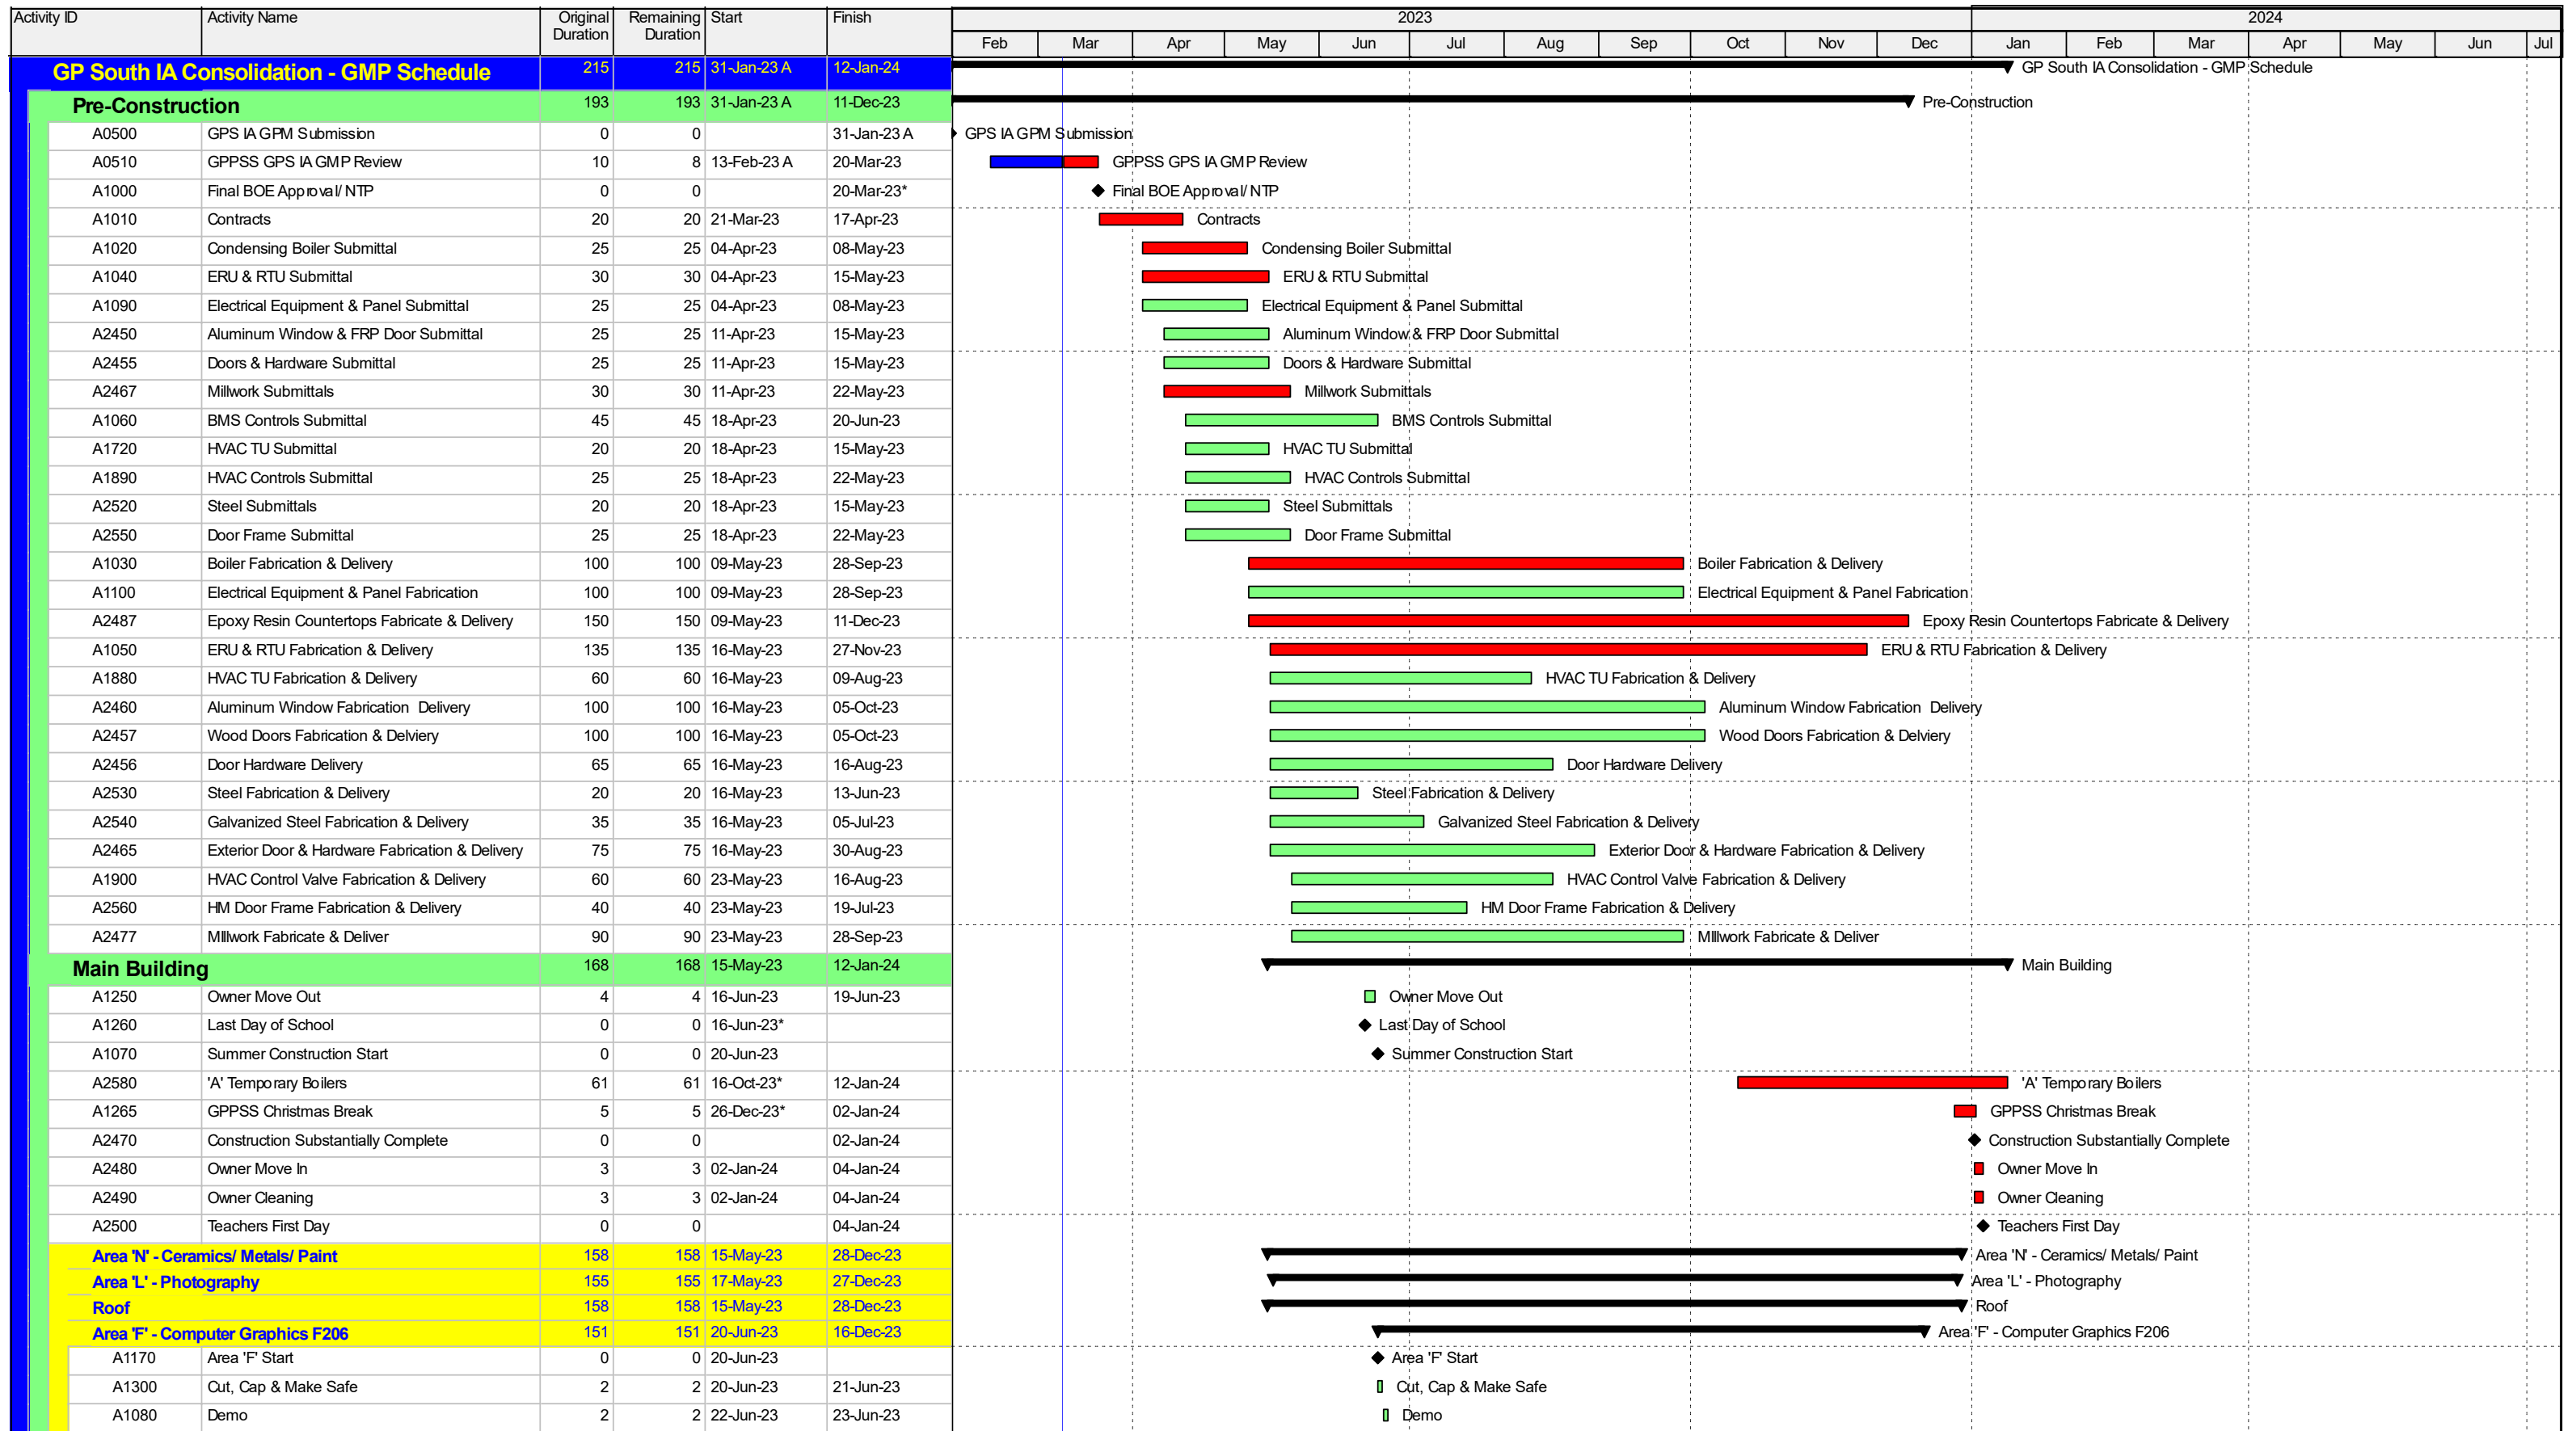 Activity ID Activity Name Original Duration Remaining Duration Start Finish 2023 2024
Feb Mar Apr May Jun Jul Aug Sep Oct Nov Dec Jan Feb Mar Apr May Jun Jul
GP South IA Consolidation - GMP Schedule 215 215 31-Jan-23 A 12-Jan-24 GP South IA Consolidation - GMP Schedule
Pre-Construction 193 193 31-Jan-23 A 11-Dec-23 Pre-Construction
A0500 GPS IA GPM Submission 0 0 31-Jan-23 A GPS IA GPM Submission
A0510 GPPSS GPS IA GMP Review 10 8 13-Feb-23 A 20-Mar-23 GPPSS GPS IA GMP Review
A1000 Final BOE Approval/ NTP 0 0 20-Mar-23* Final BOE Approval/ NTP
A1010 Contracts 20 20 21-Mar-23 17-Apr-23 Contracts
A1020 Condensing Boiler Submittal 25 25 04-Apr-23 08-May-23 Condensing Boiler Submittal
A1040 ERU & RTU Submittal 30 30 04-Apr-23 15-May-23 ERU & RTU Submittal
A1090 Electrical Equipment & Panel Submittal 25 25 04-Apr-23 08-May-23 Electrical Equipment & Panel Submittal
A2450 Aluminum Window & FRP Door Submittal 25 25 11-Apr-23 15-May-23 Aluminum Window & FRP Door Submittal
A2455 Doors & Hardware Submittal 25 25 11-Apr-23 15-May-23 Doors & Hardware Submittal
A2467 Millwork Submittals 30 30 11-Apr-23 22-May-23 Millwork Submittals
A1060 BMS Controls Submittal 45 45 18-Apr-23 20-Jun-23 BMS Controls Submittal
A1720 HVAC TU Submittal 20 20 18-Apr-23 15-May-23 HVAC TU Submittal
A1890 HVAC Controls Submittal 25 25 18-Apr-23 22-May-23 HVAC Controls Submittal
A2520 Steel Submittals 20 20 18-Apr-23 15-May-23 Steel Submittals
A2550 Door Frame Submittal 25 25 18-Apr-23 22-May-23 Door Frame Submittal
A1030 Boiler Fabrication & Delivery 100 100 09-May-23 28-Sep-23 Boiler Fabrication & Delivery
A1100 Electrical Equipment & Panel Fabrication 100 100 09-May-23 28-Sep-23 Electrical Equipment & Panel Fabrication
A2487 Epoxy Resin Countertops Fabricate & Delivery 150 150 09-May-23 11-Dec-23 Epoxy Resin Countertops Fabricate & Delivery
A1050 ERU & RTU Fabrication & Delivery 135 135 16-May-23 27-Nov-23 ERU & RTU Fabrication & Delivery
A1880 HVAC TU Fabrication & Delivery 60 60 16-May-23 09-Aug-23 HVAC TU Fabrication & Delivery
A2460 Aluminum Window Fabrication  Delivery 100 100 16-May-23 05-Oct-23 Aluminum Window Fabrication  Delivery
A2457 Wood Doors Fabrication & Delviery 100 100 16-May-23 05-Oct-23 Wood Doors Fabrication & Delviery
A2456 Door Hardware Delivery 65 65 16-May-23 16-Aug-23 Door Hardware Delivery
A2530 Steel Fabrication & Delivery 20 20 16-May-23 13-Jun-23 Steel Fabrication & Delivery
A2540 Galvanized Steel Fabrication & Delivery 35 35 16-May-23 05-Jul-23 Galvanized Steel Fabrication & Delivery
A2465 Exterior Door & Hardware Fabrication & Delivery 75 75 16-May-23 30-Aug-23 Exterior Door & Hardware Fabrication & Delivery
A1900 HVAC Control Valve Fabrication & Delivery 60 60 23-May-23 16-Aug-23 HVAC Control Valve Fabrication & Delivery
A2560 HM Door Frame Fabrication & Delivery 40 40 23-May-23 19-Jul-23 HM Door Frame Fabrication & Delivery
A2477 MIllwork Fabricate & Deliver 90 90 23-May-23 28-Sep-23 MIllwork Fabricate & Deliver
Main Building 168 168 15-May-23 12-Jan-24 Main Building
A1250 Owner Move Out 4 4 16-Jun-23 19-Jun-23 Owner Move Out
A1260 Last Day of School 0 0 16-Jun-23* Last Day of School
A1070 Summer Construction Start 0 0 20-Jun-23 Summer Construction Start
A2580 'A' Temporary Boilers 61 61 16-Oct-23* 12-Jan-24 'A' Temporary Boilers
A1265 GPPSS Christmas Break 5 5 26-Dec-23* 02-Jan-24 GPPSS Christmas Break
A2470 Construction Substantially Complete 0 0 02-Jan-24 Construction Substantially Complete
A2480 Owner Move In 3 3 02-Jan-24 04-Jan-24 Owner Move In
A2490 Owner Cleaning 3 3 02-Jan-24 04-Jan-24 Owner Cleaning
A2500 Teachers First Day 0 0 04-Jan-24 Teachers First Day
Area 'N' - Ceramics/ Metals/ Paint 158 158 15-May-23 28-Dec-23 Area 'N' - Ceramics/ Metals/ Paint
Area 'L' - Photography 155 155 17-May-23 27-Dec-23 Area 'L' - Photography
Roof 158 158 15-May-23 28-Dec-23 Roof
Area 'F' - Computer Graphics F206 151 151 20-Jun-23 16-Dec-23 Area 'F' - Computer Graphics F206
A1170 Area 'F' Start 0 0 20-Jun-23 Area 'F' Start
A1300 Cut, Cap & Make Safe 2 2 20-Jun-23 21-Jun-23 Cut, Cap & Make Safe
A1080 Demo 2 2 22-Jun-23 23-Jun-23 Demo